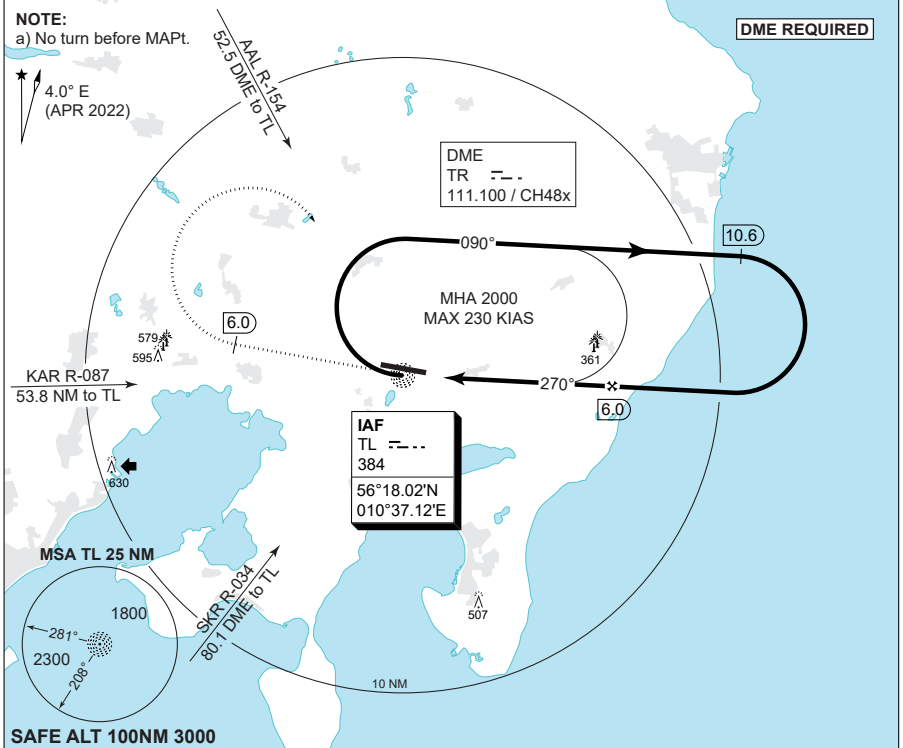 NOTE:
a) No turn before MAPt.
DME REQUIRED
4.0° E
(APR 2022)
AAL R-154
52.5 DME to TL
DME
TR
111.100 / CH48x
090°
10.6
MHA 2000
MAX 230 KIAS
6.0
579
595
361
KAR R-087
53.8 NM to TL
270°
6.0
IAF
TL
384
56°18.02'N
010°37.12'E
630
MSA TL 25 NM
1800
281°
2300
208°
SKR R-034
80.1 DME to TL
507
10 NM
SAFE ALT 100NM 3000